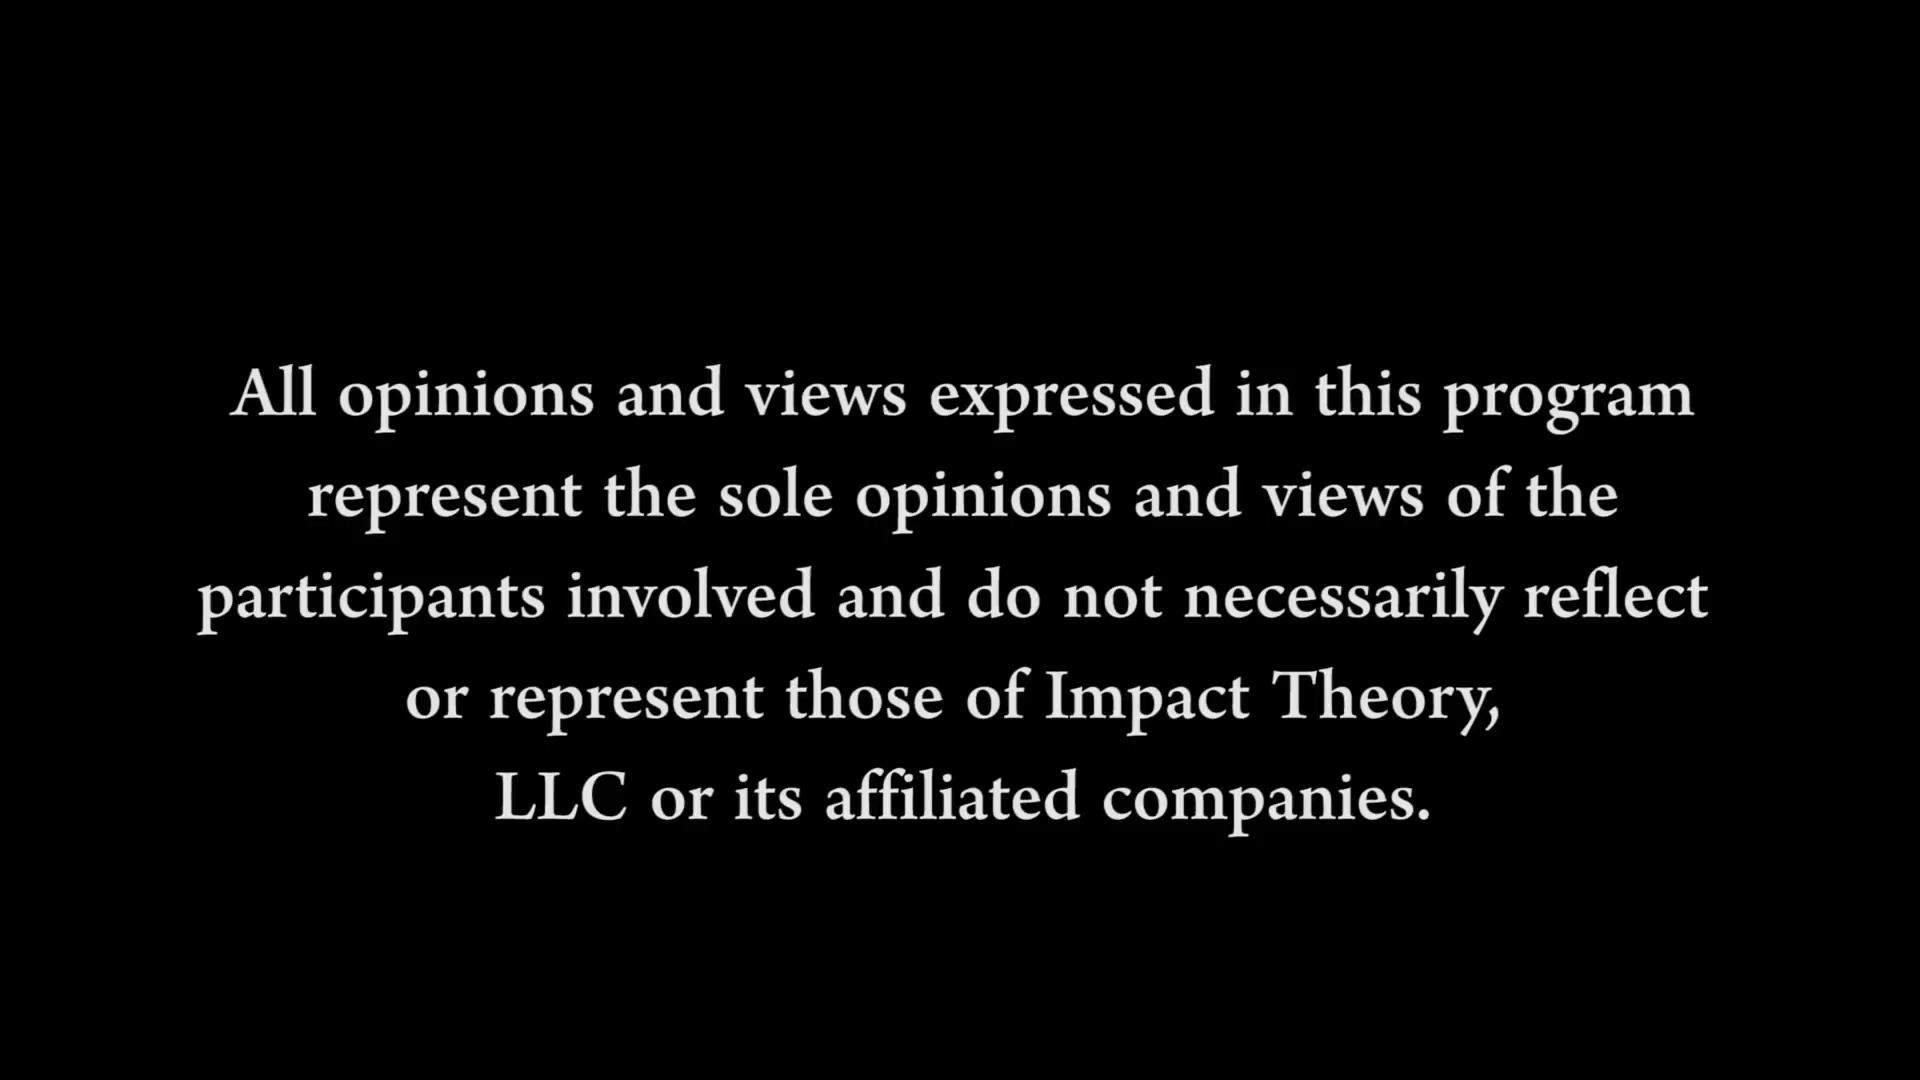 All opinions and views expressed in this program
represent the sole opinions and views of the
participants involved and do not necessarily reflect
or represent those of Impact Theory,
LLC or its affiliated companies.